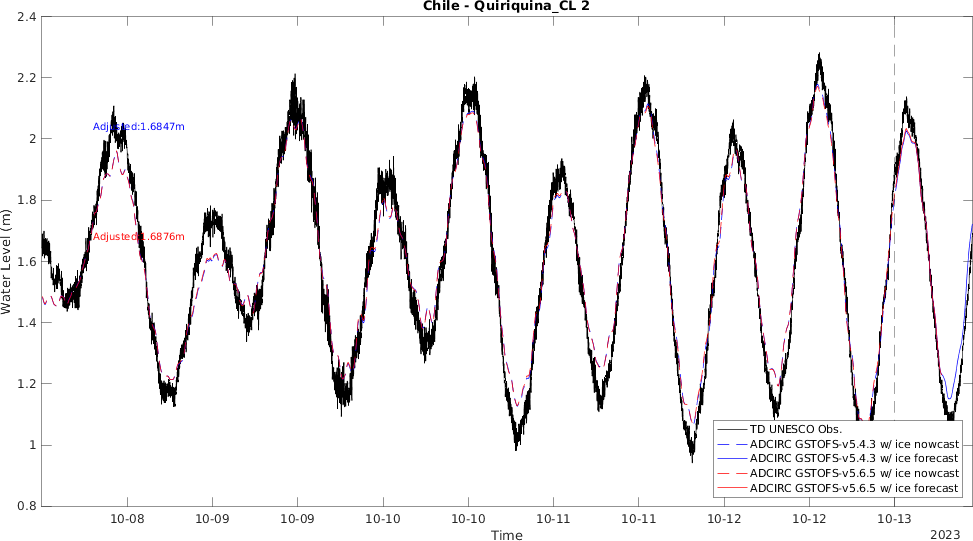 Chile - Quiriquina_CL 2
2.4
2.2
2
1.8
1.6
1.4
1.2
1
0.8
Water Level (m)
Adjusted:1.6847m
Adjusted:1.6876m
TD UNESCO Obs.
ADCIRC GSTOFS-v5.4.3 w/ ice nowcast
ADCIRC GSTOFS-v5.4.3 w/ ice forecast
ADCIRC GSTOFS-v5.6.5 w/ ice nowcast
ADCIRC GSTOFS-v5.6.5 w/ ice forecast
10-08 10-09 10-09 10-10 10-10 10-11 10-11 10-12 10-12 10-13
Time
2023